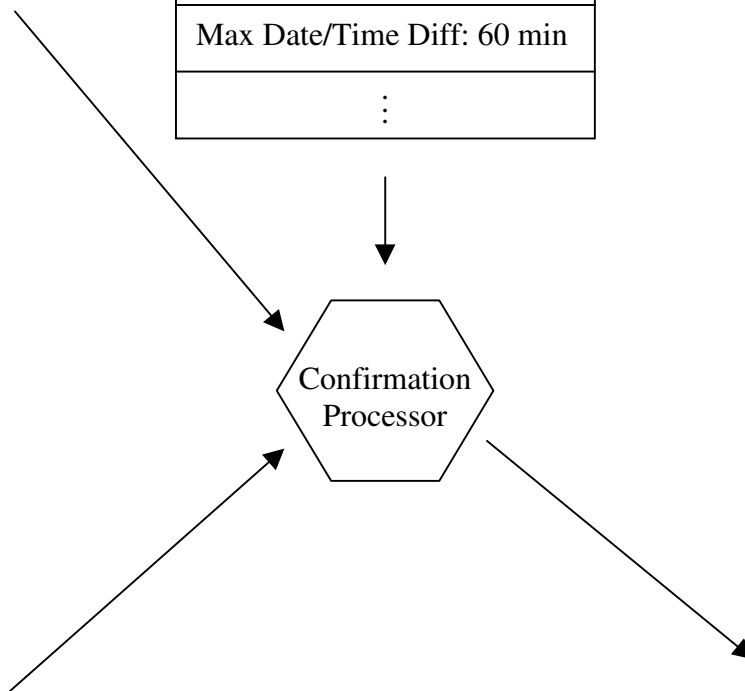 Max Date/Time Diff: 60 min
⋮
Confirmation
Processor